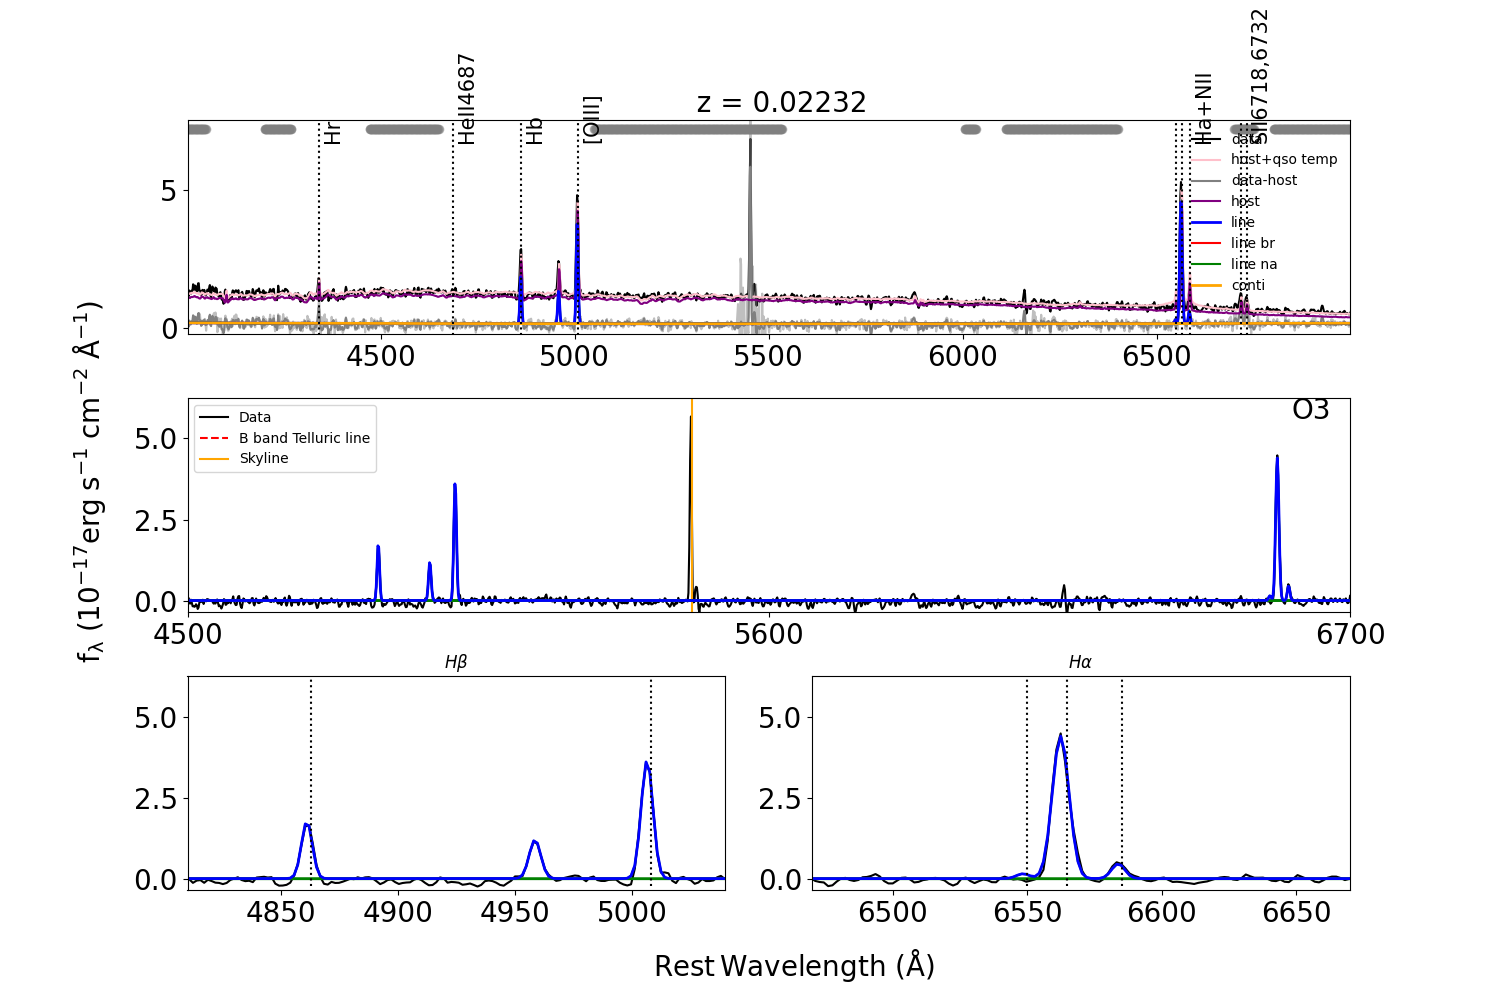 z = 0.02232
Hr
HeII4687
Hb
[OIII]
Ha+NII
SII6718,6732
data
host+qso temp
data-host
host
line
line br
line na
conti
5
0
4500
5000
5500
6000
6500
O3
Data
B band Telluric line
Skyline
5.0
2.5
0.0
4500
5600
6700
fλ (10⁻¹⁷erg s⁻¹ cm⁻² Å⁻¹)
Hβ
5.0
2.5
0.0
4850
4900
4950
5000
Hα
5.0
2.5
0.0
6500
6550
6600
6650
Rest Wavelength (Å)